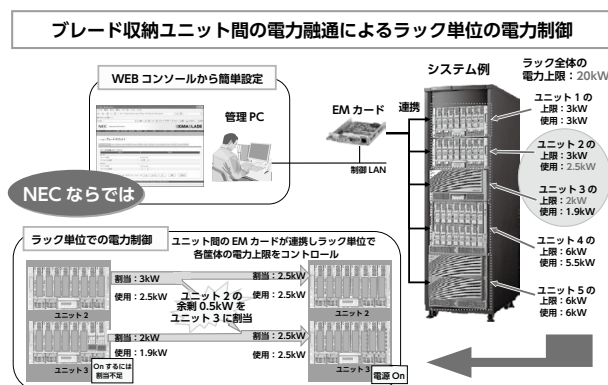 ブレード収納ユニット間の電力融通によるラック単位の電力制御
WEB コンソールから簡単設定
NEC
SIGMABLADE
管理 PC
EM カード
制御 LAN
連携
システム例
ラック全体の
電力上限：20kW
ユニット 1 の
上限：3kW
使用：3kW
ユニット 2 の
上限：3kW
使用：2.5kW
ユニット 3 の
上限：2kW
使用：1.9kW
ユニット 4 の
上限：6kW
使用：5.5kW
ユニット 5 の
上限：6kW
使用：6kW
NEC ならでは
ラック単位での電力制御
ユニット間の EM カードが連携しラック単位で
各筐体の電力上限をコントロール
割当：3kW
使用：2.5kW
ユニット 2
割当：2.5kW
使用：2.5kW
ユニット 2 の
余剰 0.5kW を
ユニット 3 に割当
割当：2kW
使用：1.9kW
ユニット 3
On するには
割当不足
割当：2.5kW
使用：2.5kW
ユニット 3
電源 On